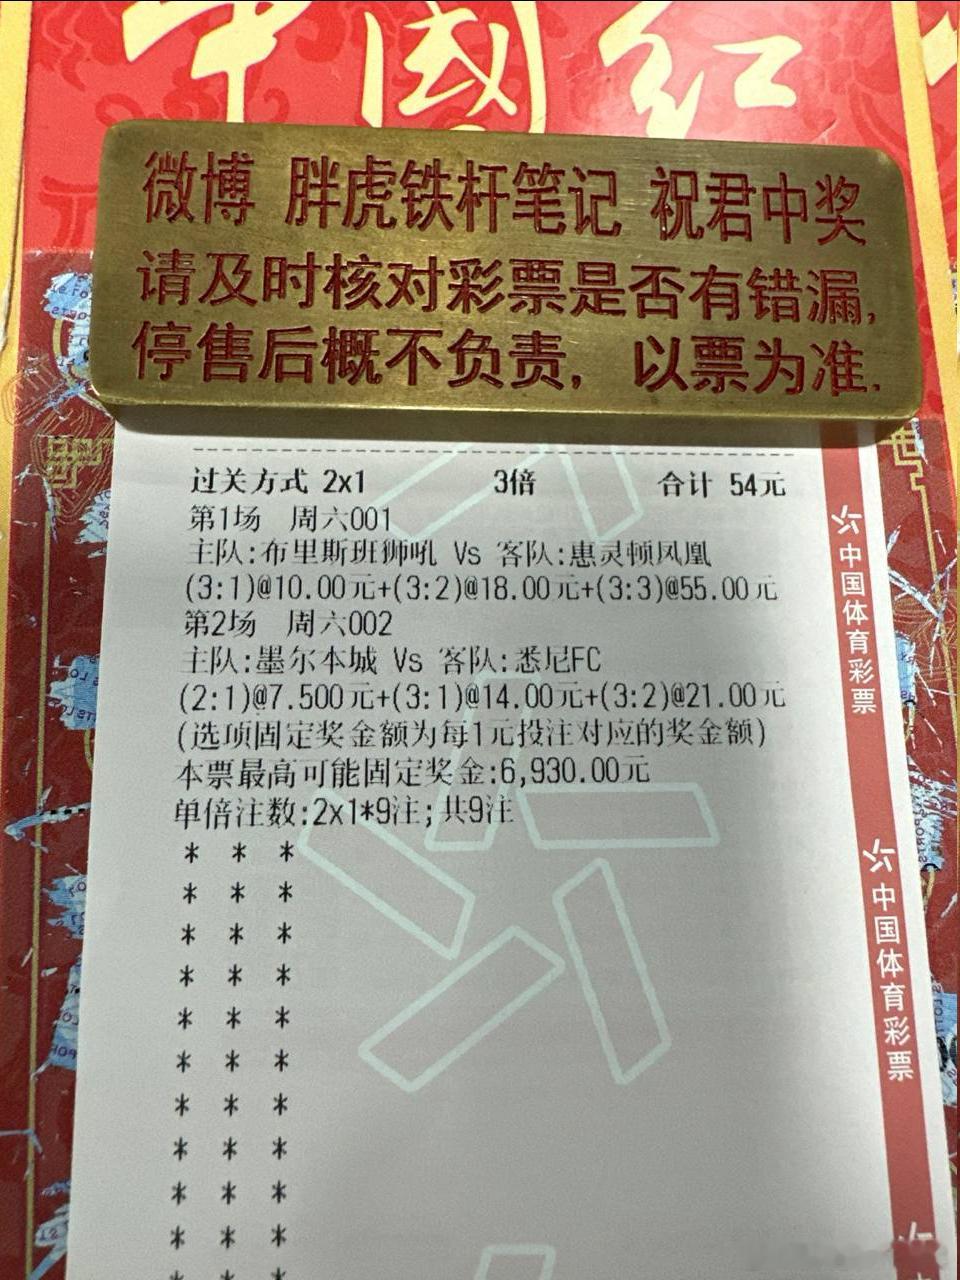 中國红
微博 胖虎铁杆笔记 祝君中奖
请及时核对彩票是否有错漏,
停售后概不负责, 以票为准.
过关方式 2x1 3倍 合计 54元
第1场 周六001
主队:布里斯班狮吼 Vs 客队:惠灵顿凤凰
(3:1)@10.00元+(3:2)@18.00元+(3:3)@55.00元
第2场 周六002
主队:墨尔本城 Vs 客队:悉尼FC
(2:1)@7.500元+(3:1)@14.00元+(3:2)@21.00元
(选项固定奖金额为每1元投注对应的奖金额)
本票最高可能固定奖金:6,930.00元
单倍注数:2x1*9注;共9注
* * *
* * *
* * *
* * *
* * *
* * *
* * *
* * *
* * *
* * *
* * *
中国体育彩票
中国体育彩票